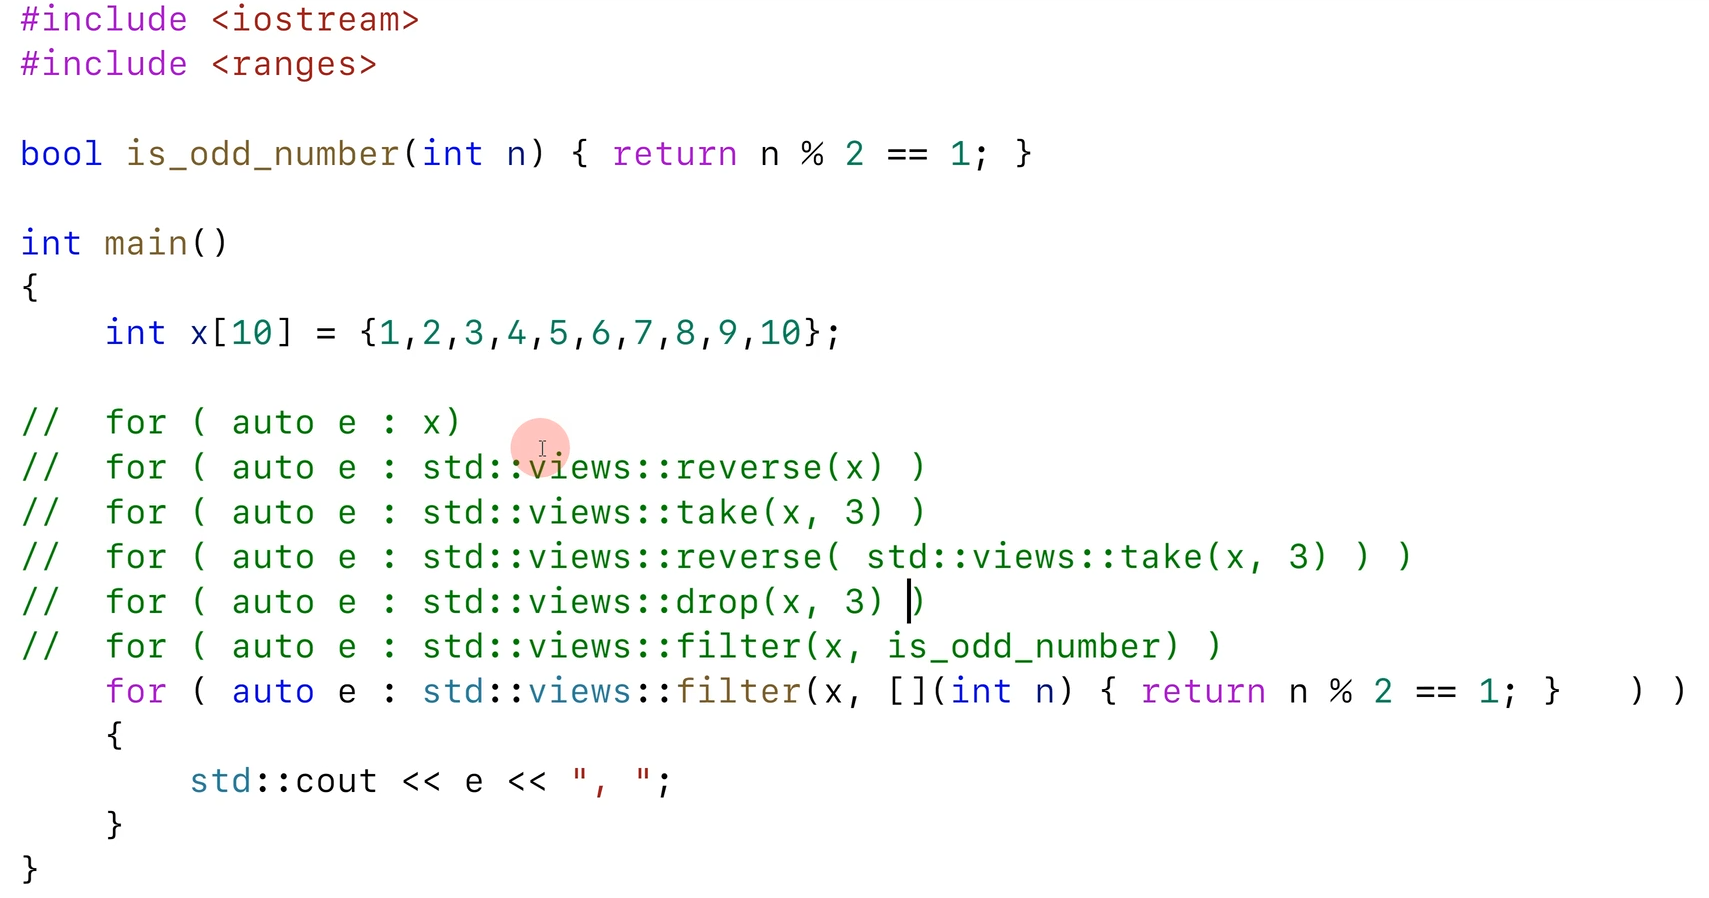 #include <iostream>
#include <ranges>
bool is_odd_number(int n) { return n % 2 == 1; }
int main()
{
    int x[10] = {1,2,3,4,5,6,7,8,9,10};
//  for ( auto e : x)
//  for ( auto e : std::views::reverse(x) )
//  for ( auto e : std::views::take(x, 3) )
//  for ( auto e : std::views::reverse( std::views::take(x, 3) ) )
//  for ( auto e : std::views::drop(x, 3) )
//  for ( auto e : std::views::filter(x, is_odd_number) )
    for ( auto e : std::views::filter(x, [](int n) { return n % 2 == 1; }   ) )
    {
        std::cout << e << ", ";
    }
}